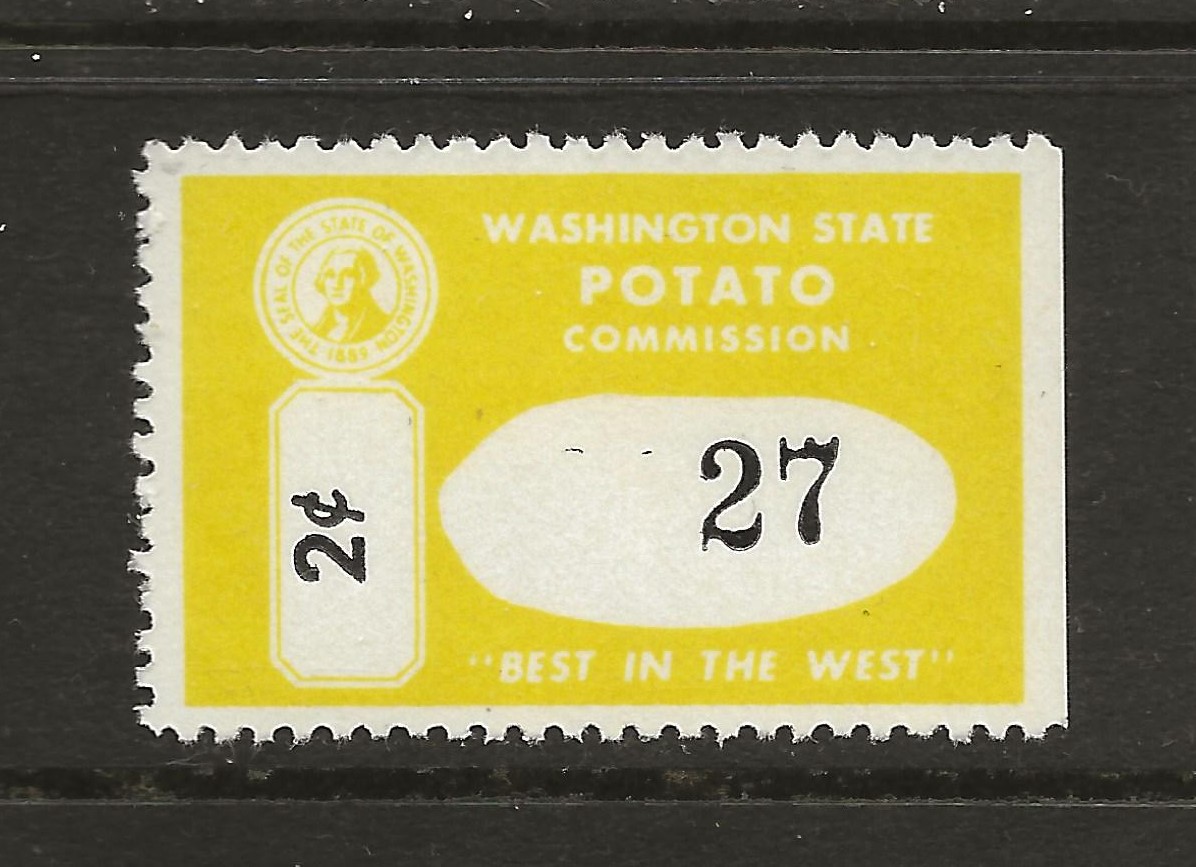 THE SEAL OF THE STATE OF WASHINGTON
1889
WASHINGTON STATE
POTATO
COMMISSION
2¢
27
"BEST IN THE WEST"